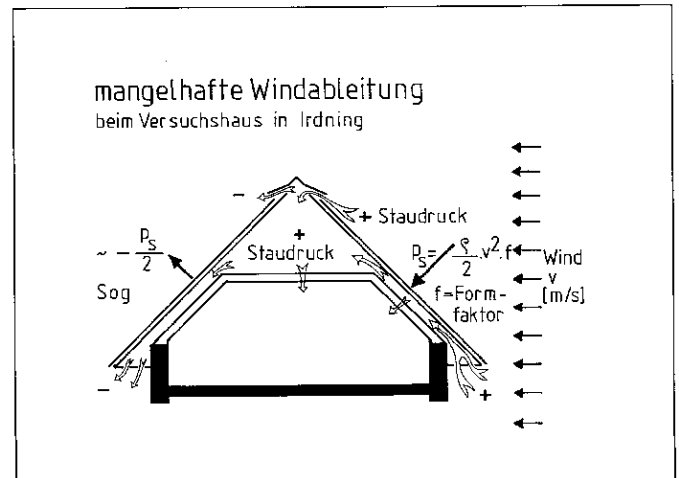 mangelhafte Windableitung
beim Versuchshaus in Irdning
−
+ Staudruck
+
Staudruck
~ − pS/2
pS = ρ/2 .v².f
Wind
v
[m/s]
Sog
f=Form-
faktor
−
+